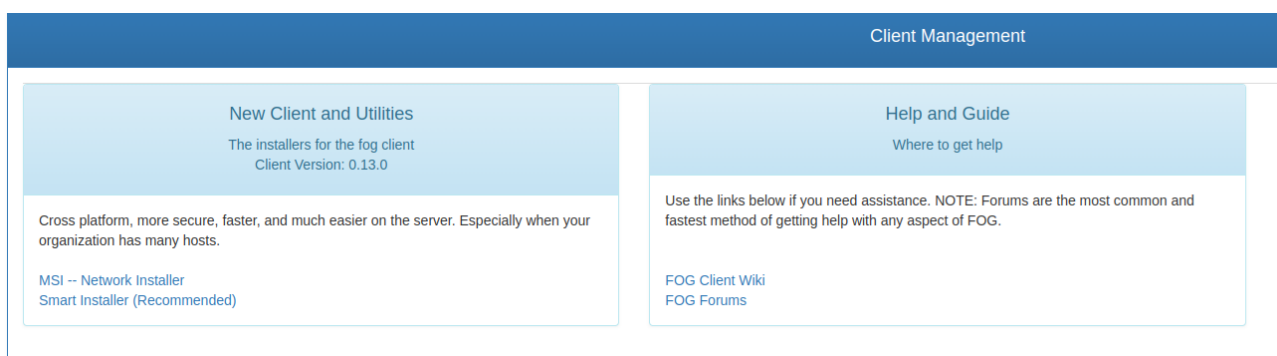 Client Management
New Client and Utilities
The installers for the fog client
Client Version: 0.13.0
Cross platform, more secure, faster, and much easier on the server. Especially when your
organization has many hosts.
MSI -- Network Installer
Smart Installer (Recommended)
Help and Guide
Where to get help
Use the links below if you need assistance. NOTE: Forums are the most common and
fastest method of getting help with any aspect of FOG.
FOG Client Wiki
FOG Forums